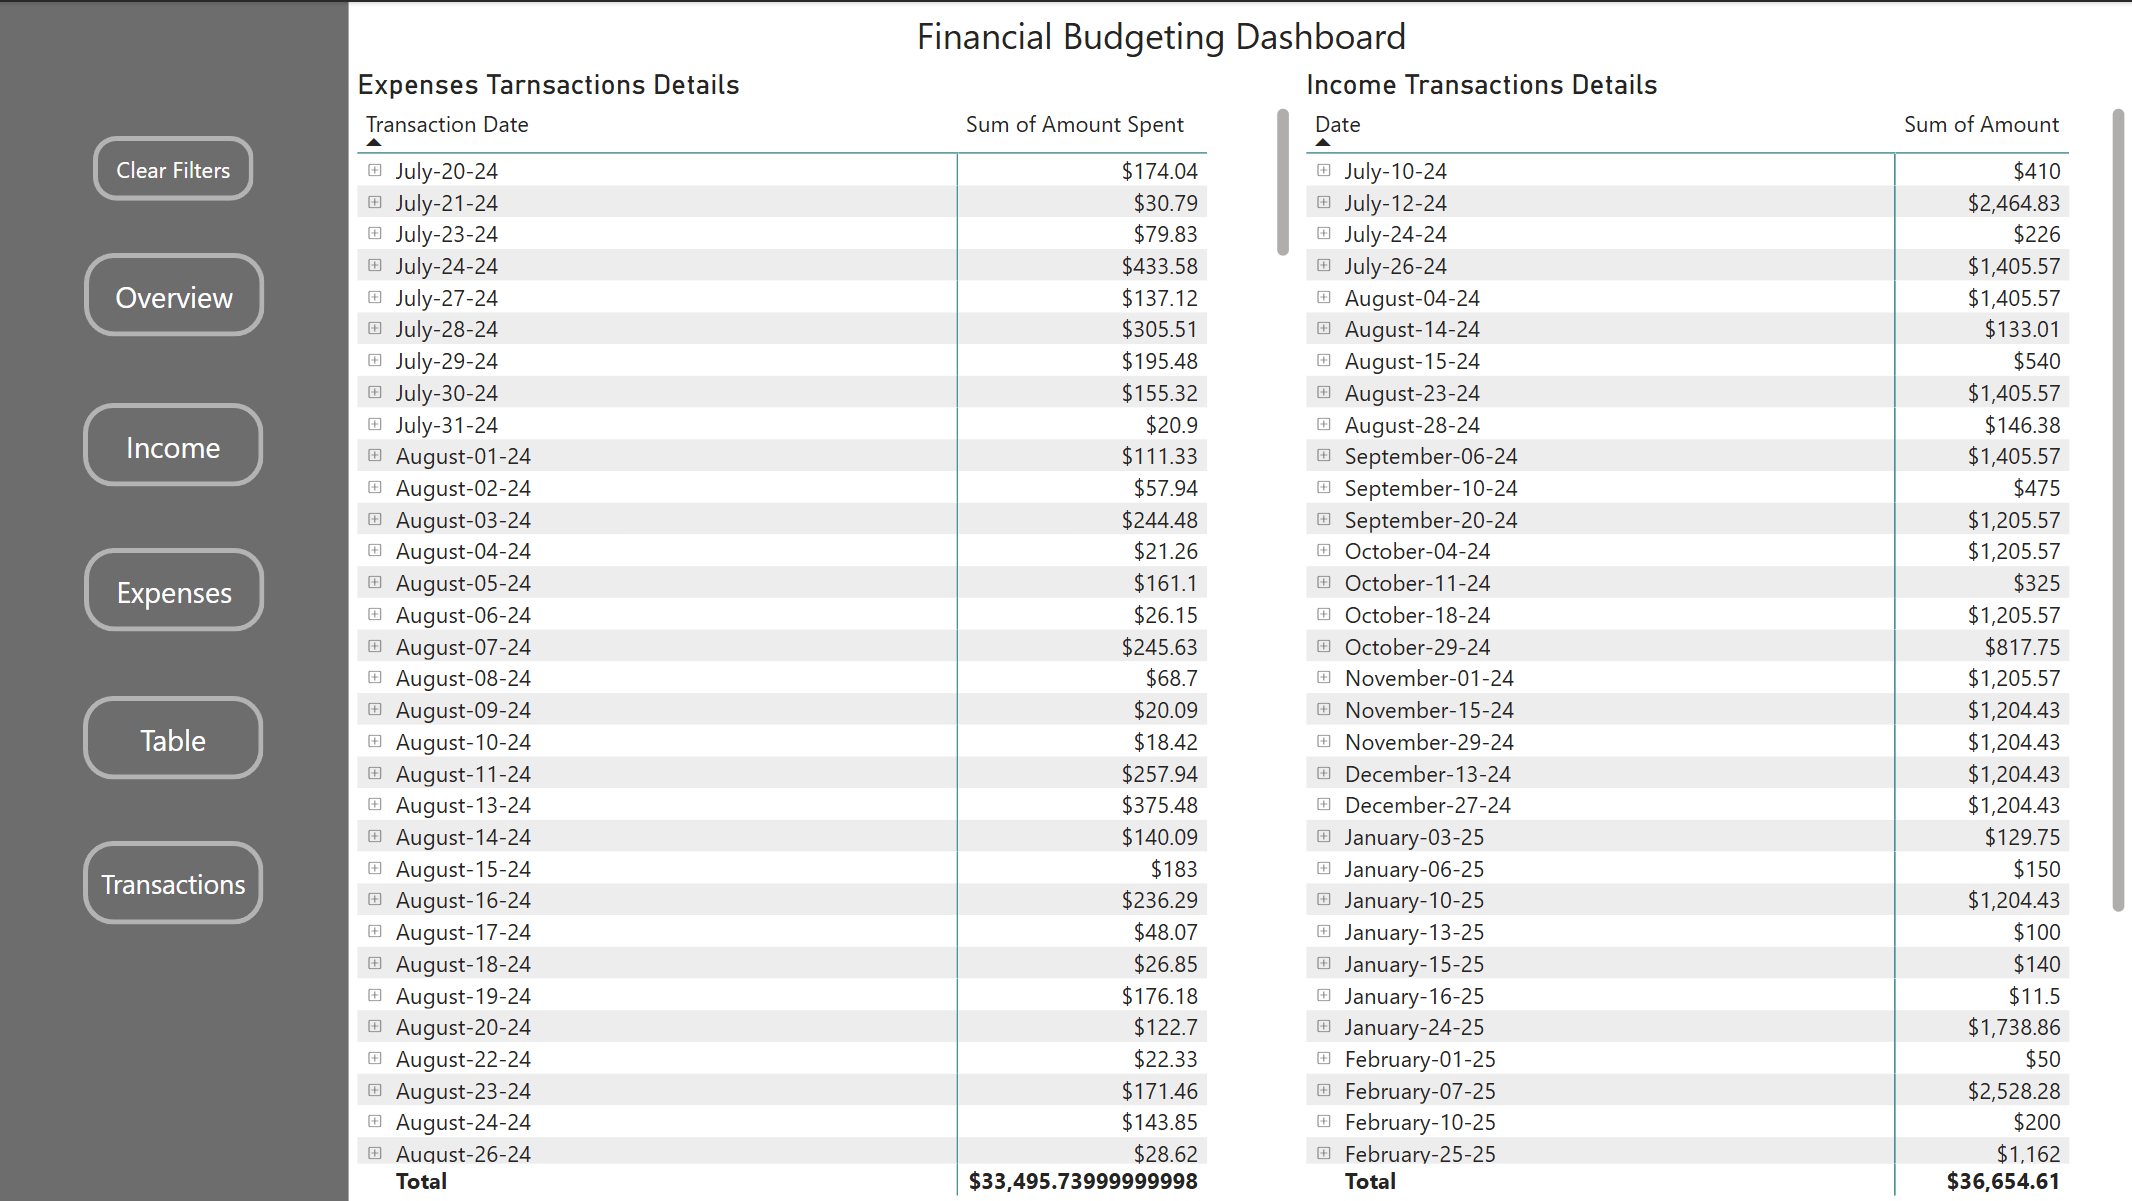 Financial Budgeting Dashboard
Clear Filters
Overview
Income
Expenses
Table
Transactions
Expenses Tarnsactions Details
Transaction Date Sum of Amount Spent
July-20-24 $174.04
July-21-24 $30.79
July-23-24 $79.83
July-24-24 $433.58
July-27-24 $137.12
July-28-24 $305.51
July-29-24 $195.48
July-30-24 $155.32
July-31-24 $20.9
August-01-24 $111.33
August-02-24 $57.94
August-03-24 $244.48
August-04-24 $21.26
August-05-24 $161.1
August-06-24 $26.15
August-07-24 $245.63
August-08-24 $68.7
August-09-24 $20.09
August-10-24 $18.42
August-11-24 $257.94
August-13-24 $375.48
August-14-24 $140.09
August-15-24 $183
August-16-24 $236.29
August-17-24 $48.07
August-18-24 $26.85
August-19-24 $176.18
August-20-24 $122.7
August-22-24 $22.33
August-23-24 $171.46
August-24-24 $143.85
August-26-24 $28.62
Total $33,495.73999999998
Income Transactions Details
Date Sum of Amount
July-10-24 $410
July-12-24 $2,464.83
July-24-24 $226
July-26-24 $1,405.57
August-04-24 $1,405.57
August-14-24 $133.01
August-15-24 $540
August-23-24 $1,405.57
August-28-24 $146.38
September-06-24 $1,405.57
September-10-24 $475
September-20-24 $1,205.57
October-04-24 $1,205.57
October-11-24 $325
October-18-24 $1,205.57
October-29-24 $817.75
November-01-24 $1,205.57
November-15-24 $1,204.43
November-29-24 $1,204.43
December-13-24 $1,204.43
December-27-24 $1,204.43
January-03-25 $129.75
January-06-25 $150
January-10-25 $1,204.43
January-13-25 $100
January-15-25 $140
January-16-25 $11.5
January-24-25 $1,738.86
February-01-25 $50
February-07-25 $2,528.28
February-10-25 $200
February-25-25 $1,162
Total $36,654.61